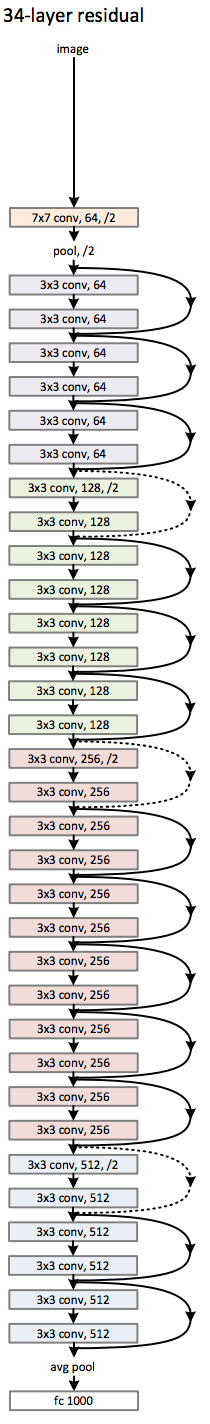 34-layer residual
image
7x7 conv, 64, /2
pool, /2
3x3 conv, 64
3x3 conv, 64
3x3 conv, 64
3x3 conv, 64
3x3 conv, 64
3x3 conv, 64
3x3 conv, 128, /2
3x3 conv, 128
3x3 conv, 128
3x3 conv, 128
3x3 conv, 128
3x3 conv, 128
3x3 conv, 128
3x3 conv, 128
3x3 conv, 256, /2
3x3 conv, 256
3x3 conv, 256
3x3 conv, 256
3x3 conv, 256
3x3 conv, 256
3x3 conv, 256
3x3 conv, 256
3x3 conv, 256
3x3 conv, 256
3x3 conv, 256
3x3 conv, 256
3x3 conv, 512, /2
3x3 conv, 512
3x3 conv, 512
3x3 conv, 512
3x3 conv, 512
3x3 conv, 512
avg pool
fc 1000